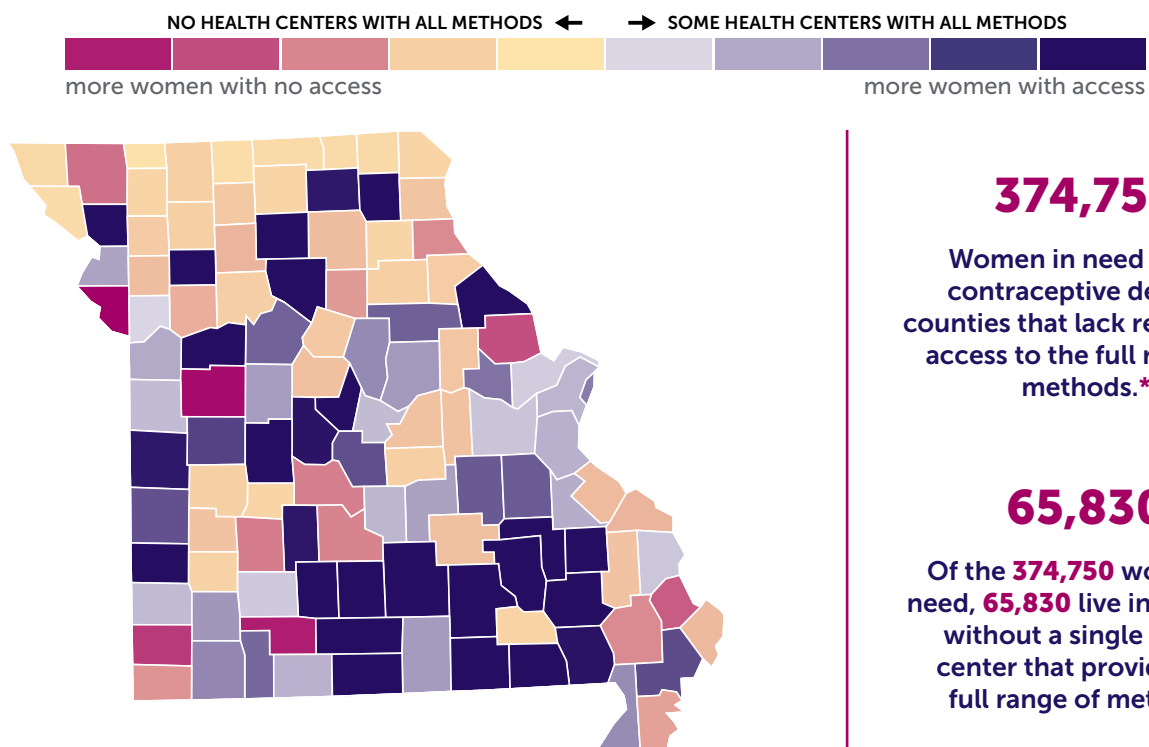 NO HEALTH CENTERS WITH ALL METHODS
SOME HEALTH CENTERS WITH ALL METHODS
more women with no access
more women with access
374,75
Women in need
contraceptive de
counties that lack re
access to the full r
methods.*
65,830
Of the 374,750 wo
need, 65,830 live in
without a single
center that provid
full range of met